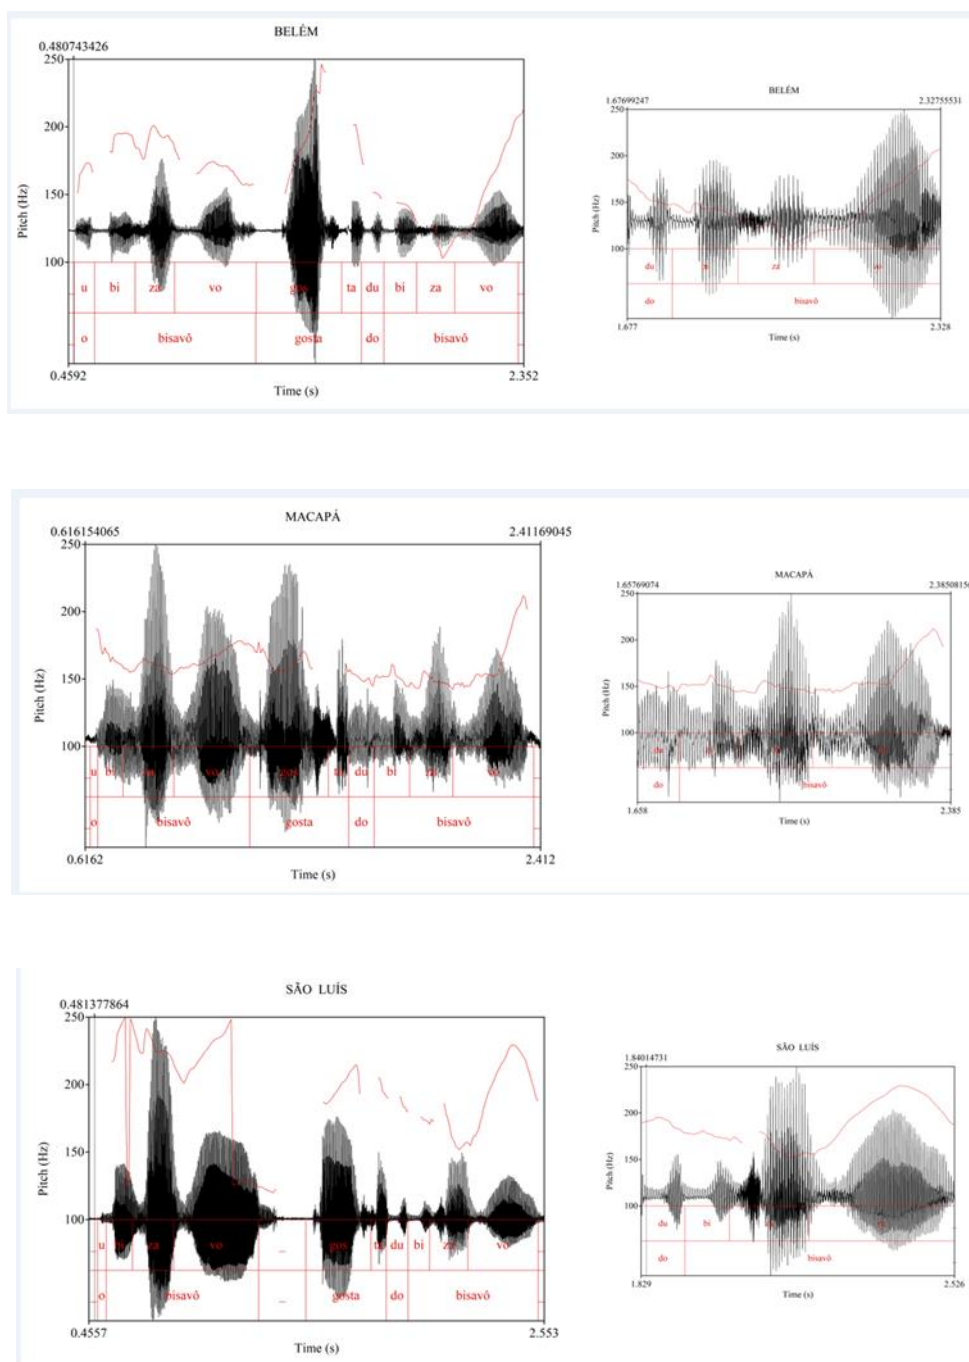 BELÉM
0.480743426
250
200
150
100
Pitch (Hz)
u bi za vo gos ta du bi za vo
o bisavô gosta do bisavô
0.4592 2.352
Time (s)
BELÉM
1.67699247 2.32755531
250
200
150
100
Pitch (Hz)
du za vo
do bisavô
1.677 2.328
Time (s)
MACAPÁ
0.616154065 2.41169045
250
200
150
100
Pitch (Hz)
u bi vo gos ta du bi za vo
o bisavô gosta do bisavô
0.6162 2.412
Time (s)
MACAPÁ
1.65769074
250
200
150
100
Pitch (Hz)
du
do bisavô
1.658 2.385
Time (s)
SÃO LUÍS
0.481377864
250
200
150
100
Pitch (Hz)
u bi za vo _ gos ta du bi za vo
o bisavô _ gosta do bisavô
0.4557 2.553
Time (s)
SÃO LUÍS
1.84014731
250
200
150
100
Pitch (Hz)
du bi
do bisavô
1.829 2.526
Time (s)